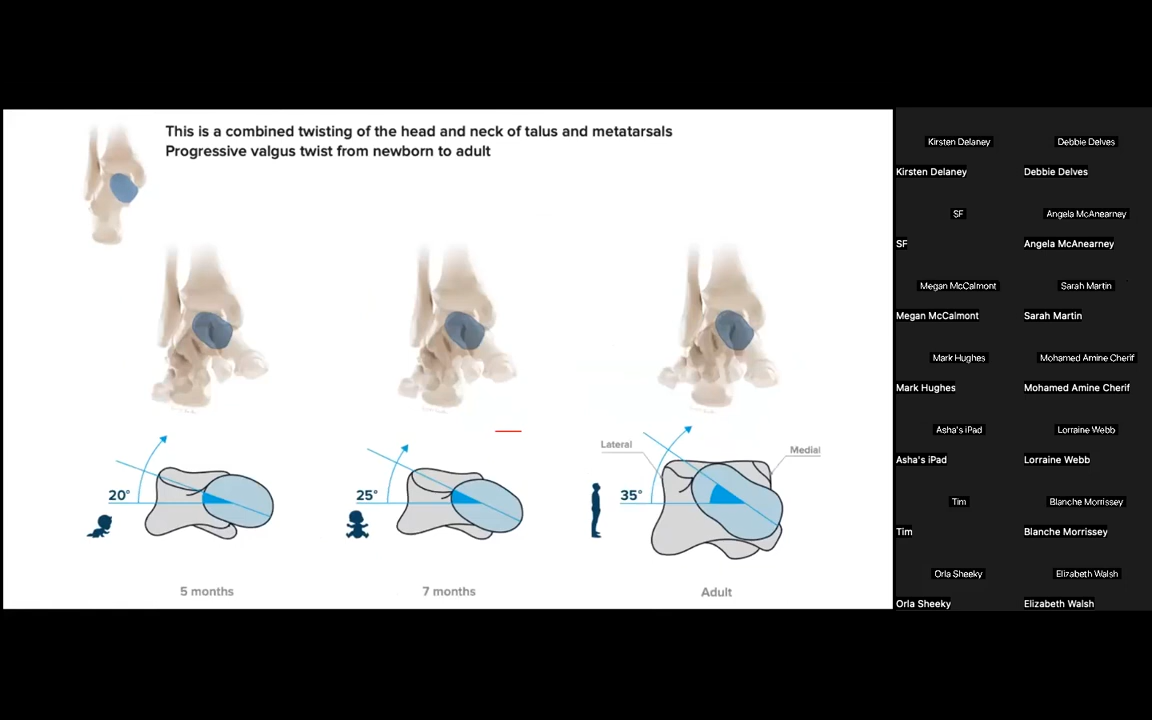 This is a combined twisting of the head and neck of talus and metatarsals
Progressive valgus twist from newborn to adult
Lateral
Medial
20°
25°
35°
5 months
7 months
Adult
Kirsten Delaney
Debbie Delves
Kirsten Delaney
Debbie Delves
SF
Angela McAnearney
SF
Angela McAnearney
Megan McCalmont
Sarah Martin
Megan McCalmont
Sarah Martin
Mark Hughes
Mohamed Amine Cherif
Mark Hughes
Mohamed Amine Cherif
Asha's iPad
Lorraine Webb
Asha's iPad
Lorraine Webb
Tim
Blanche Morrissey
Tim
Blanche Morrissey
Orla Sheeky
Elizabeth Walsh
Orla Sheeky
Elizabeth Walsh